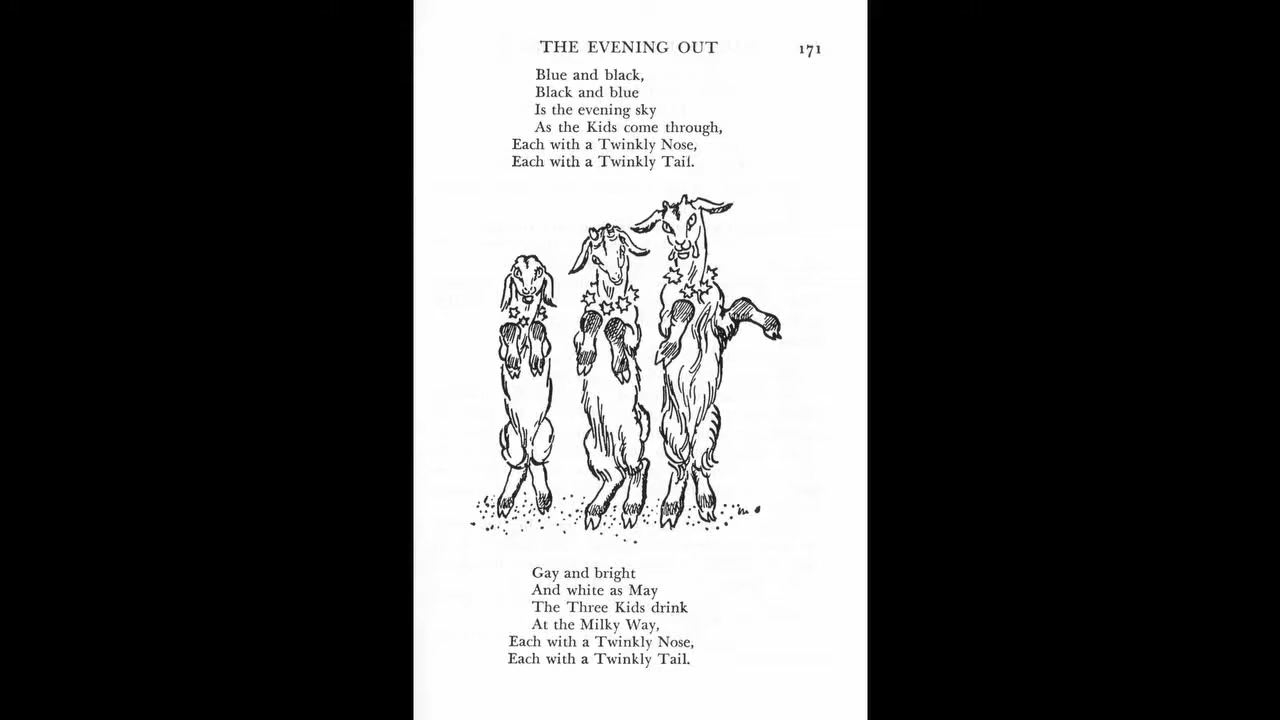 THE EVENING OUT 171
Blue and black,
Black and blue
Is the evening sky
As the Kids come through,
Each with a Twinkly Nose,
Each with a Twinkly Tail.
Gay and bright
And white as May
The Three Kids drink
At the Milky Way,
Each with a Twinkly Nose,
Each with a Twinkly Tail.